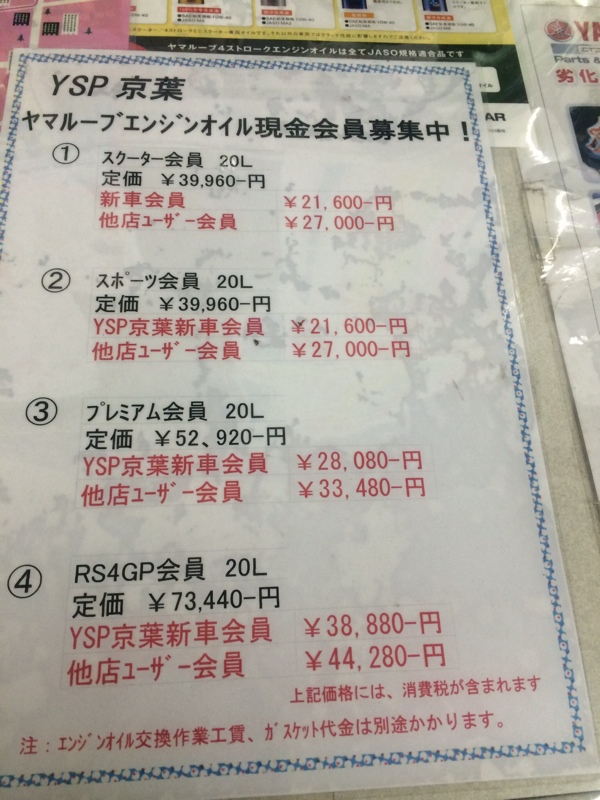 ヤマルーブ4ストロークエンジンオイルは全てJASO規格適合品です
YSP 京葉
ヤマルーブエンジンオイル現金会員募集中！
① スクーター会員 20L
定価 ￥39,960-円
新車会員 ￥21,600-円
他店ユーザー会員 ￥27,000-円
② スポーツ会員 20L
定価 ￥39,960-円
YSP京葉新車会員 ￥21,600-円
他店ユーザー会員 ￥27,000-円
③ プレミアム会員 20L
定価 ￥52、920-円
YSP京葉新車会員 ￥28,080-円
他店ユーザー会員 ￥33,480-円
④ RS4GP会員 20L
定価 ￥73,440-円
YSP京葉新車会員 ￥38,880-円
他店ユーザー会員 ￥44,280-円
上記価格には、消費税が含まれます
注：エンジンオイル交換作業工賃、ガスケット代金は別途かかります。
YA
Parts &
劣化
AR